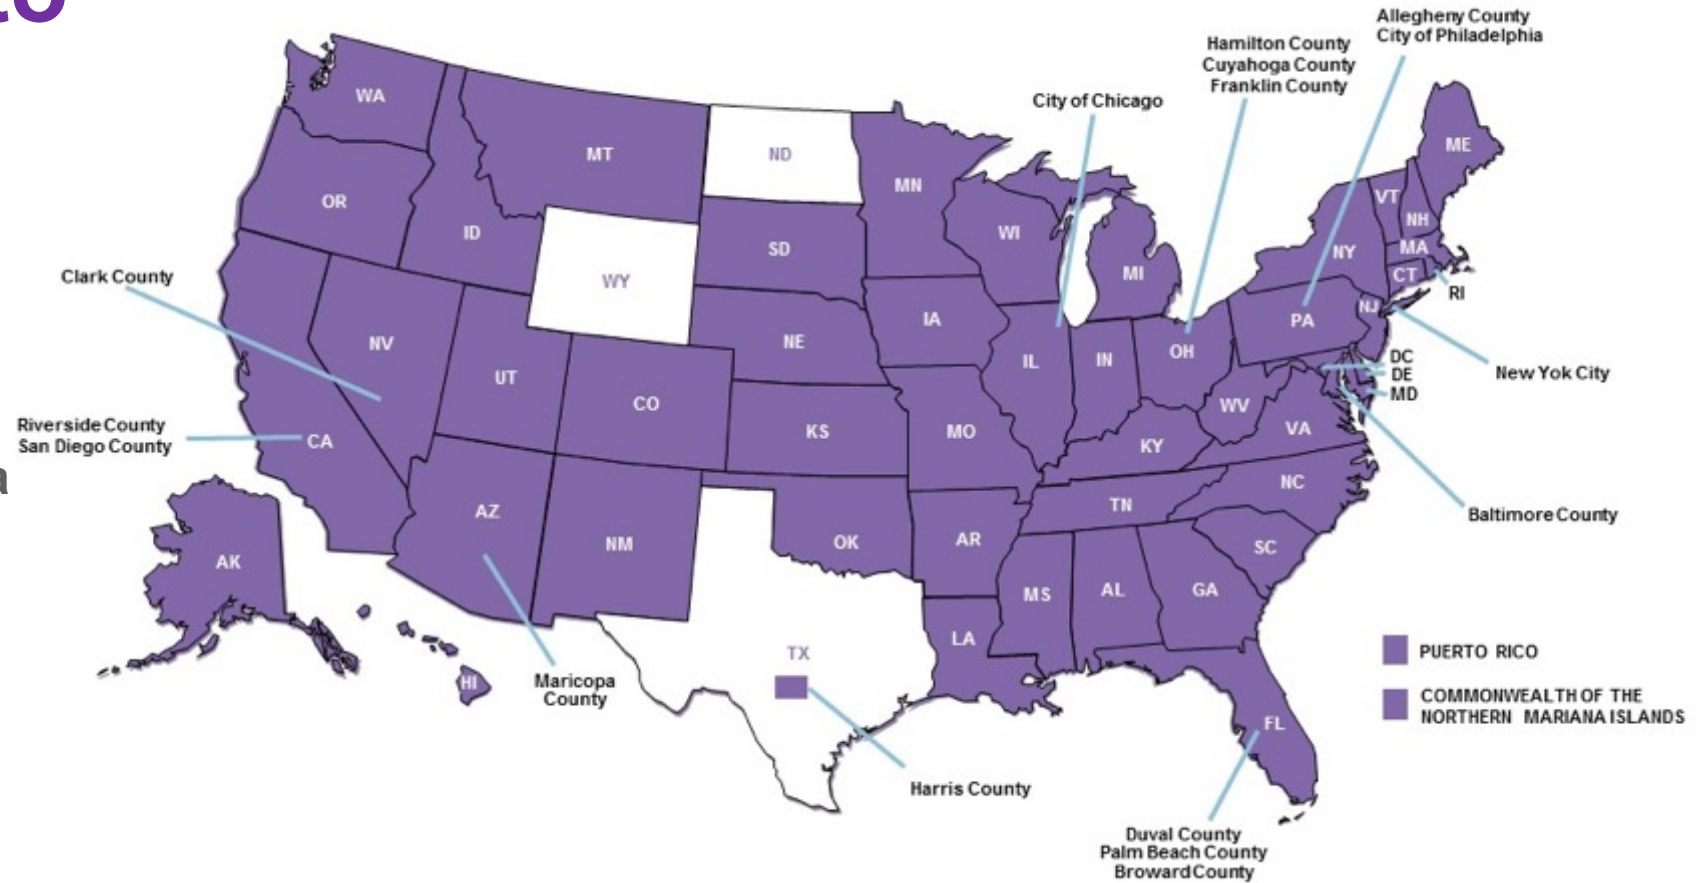 to
Allegheny County
City of Philadelphia
Hamilton County
Cuyahoga County
Franklin County
City of Chicago
WA
MT
ND
MN
ME
OR
ID
WY
SD
WI
MI
NY
VT
NH
MA
CT
RI
Clark County
NV
UT
CO
NE
IA
IL
IN
OH
PA
NJ
DC
DE
MD
New Yok City
Riverside County
San Diego County
CA
KS
MO
KY
WV
VA
a
AK
AZ
NM
OK
AR
TN
NC
SC
Baltimore County
MS
AL
GA
LA
TX
HI
Maricopa
County
Harris County
FL
PUERTO RICO
COMMONWEALTH OF THE
NORTHERN MARIANA ISLANDS
Duval County
Palm Beach County
Broward County